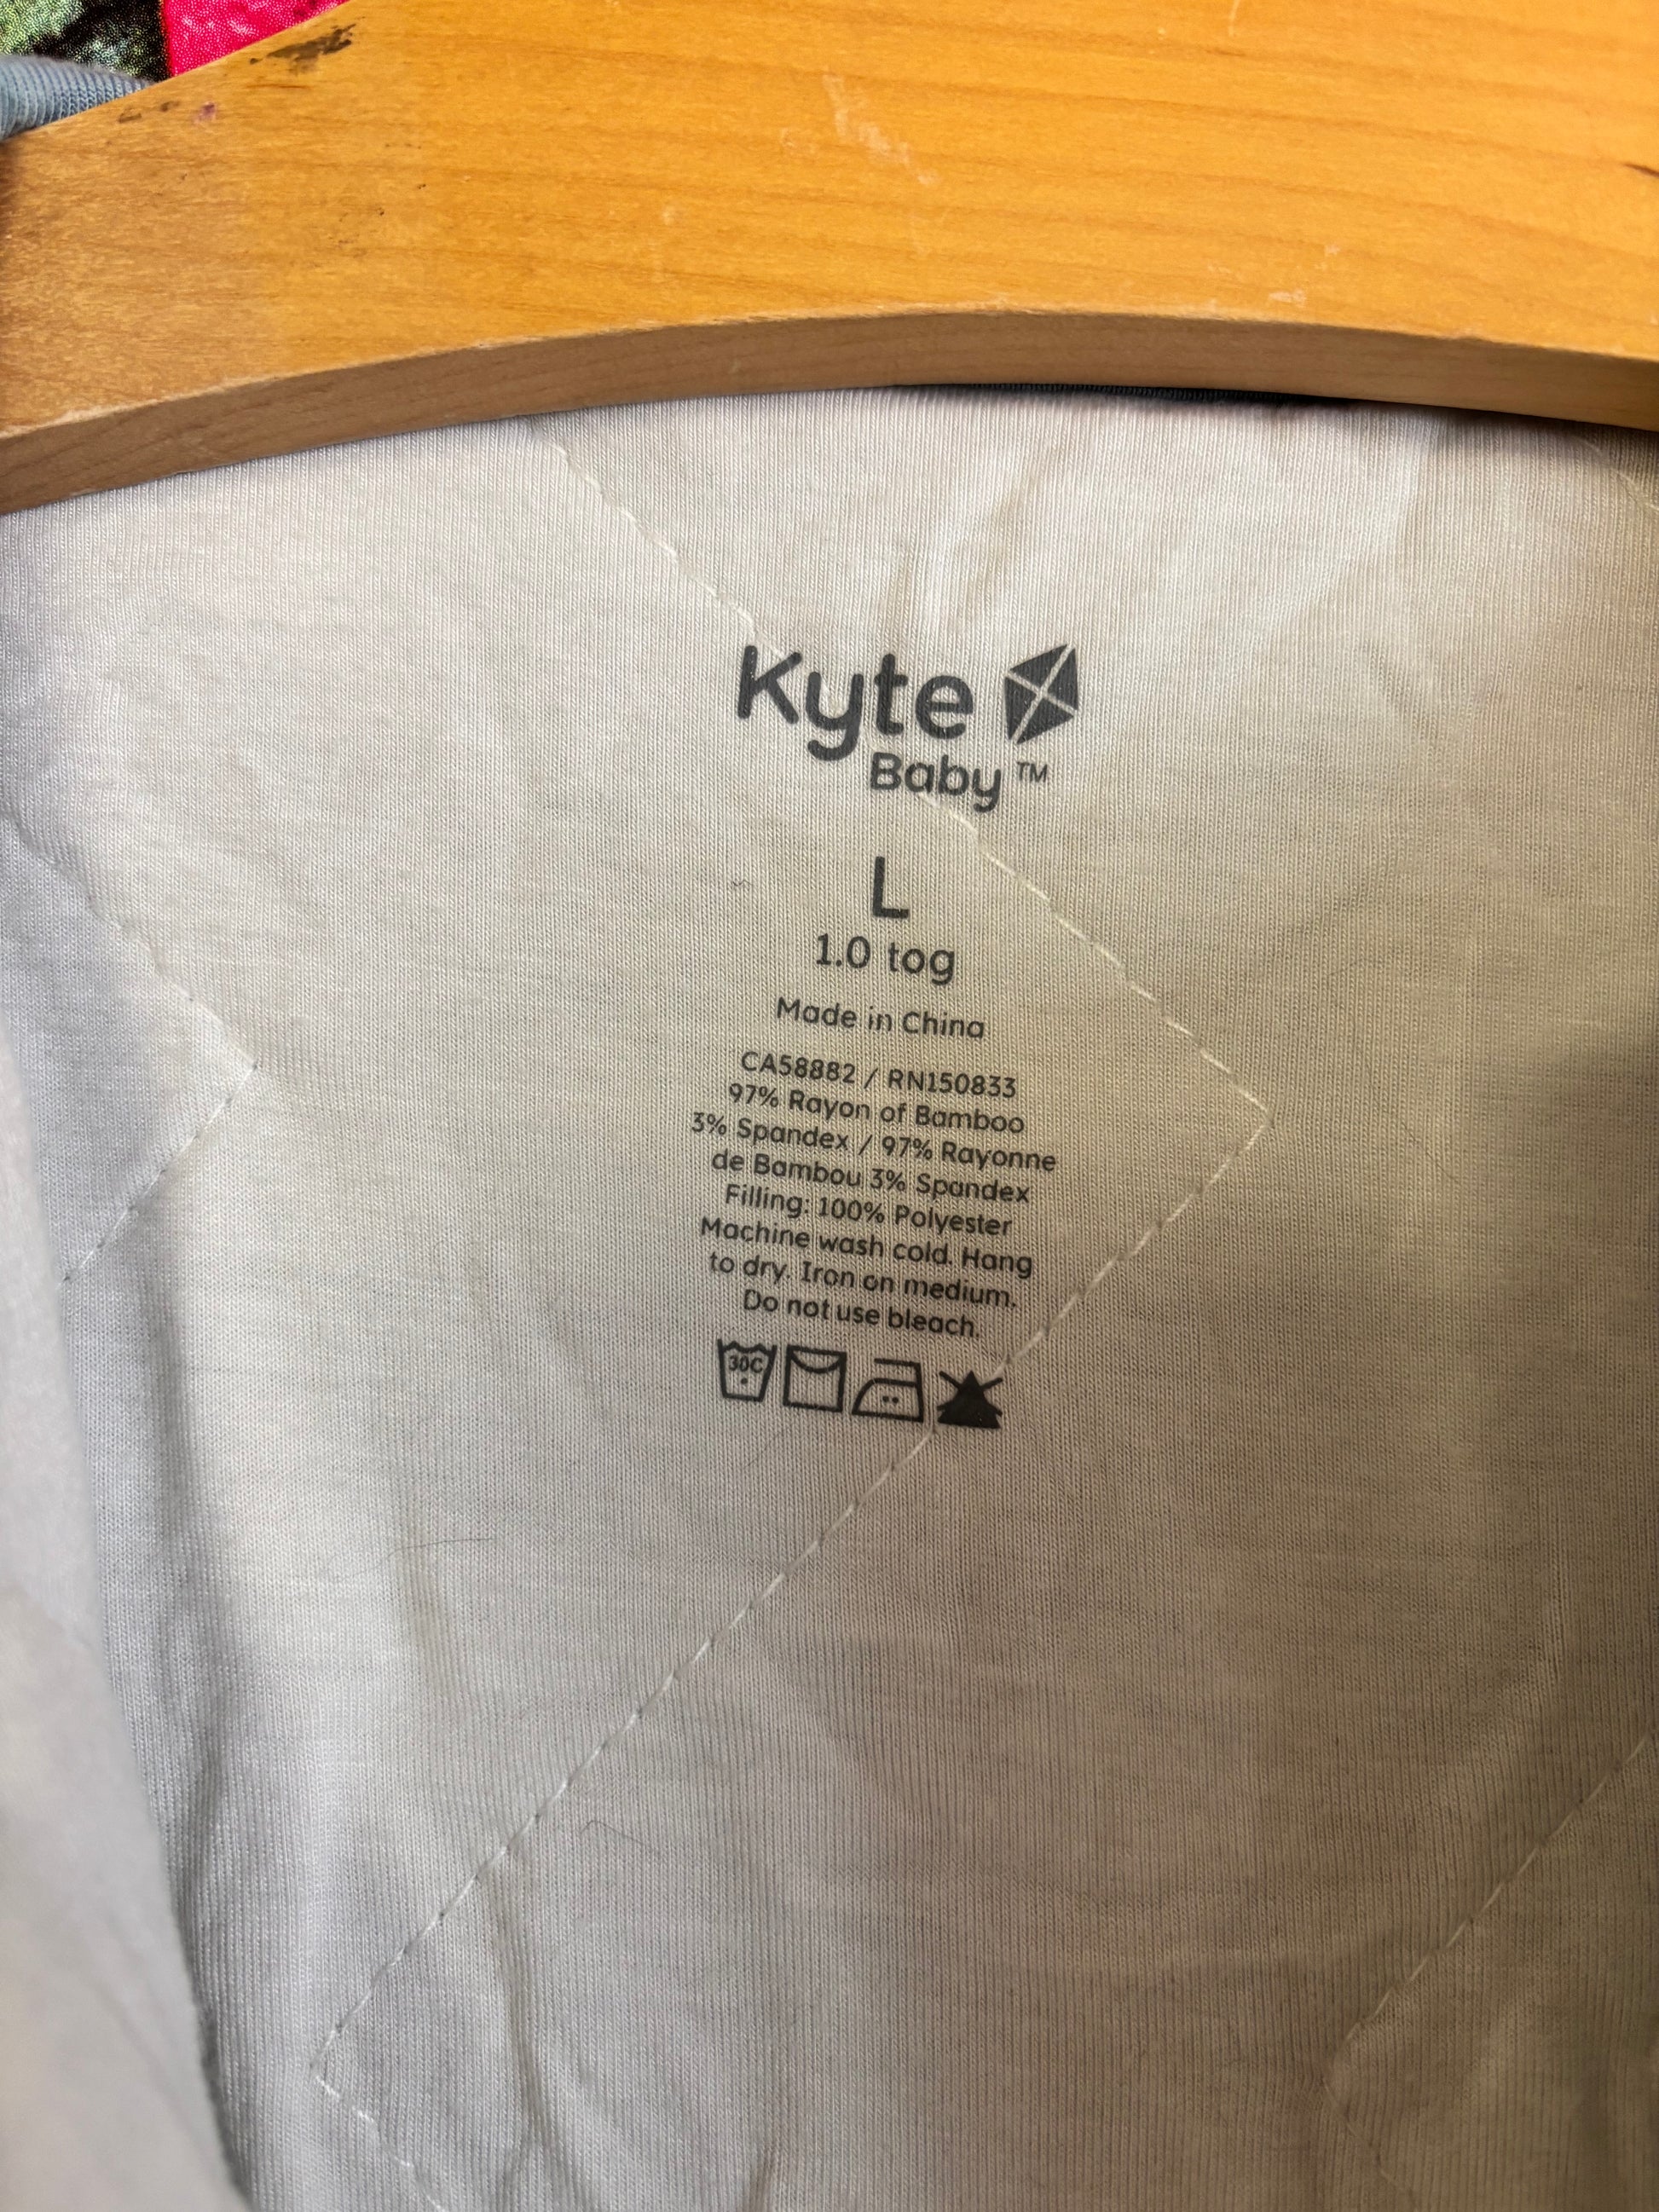 Kyte
Baby™
L
1.0 tog
Made in China
CA58882 / RN150833
97% Rayon of Bamboo
3% Spandex / 97% Rayonne
de Bambou 3% Spandex
Filling: 100% Polyester
Machine wash cold. Hang
to dry. Iron on medium.
Do not use bleach.
30C